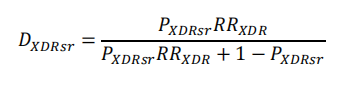 D_XDRsr = P_XDRsr RR_XDR / (P_XDRsr RR_XDR + 1 − P_XDRsr)